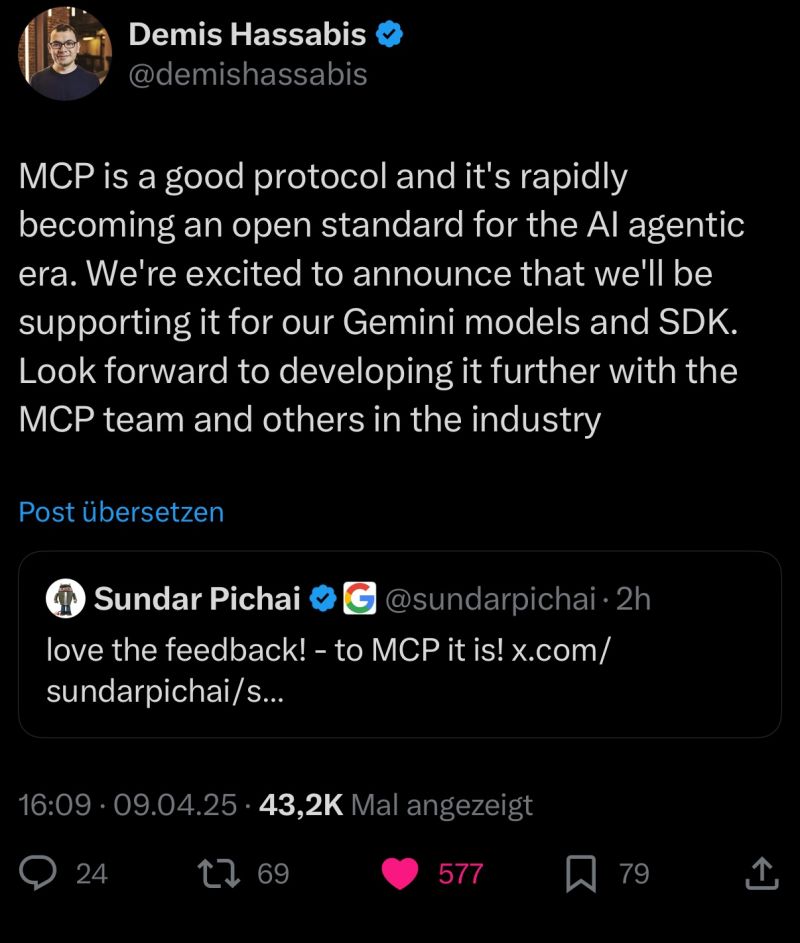 Demis Hassabis
@demishassabis
MCP is a good protocol and it's rapidly
becoming an open standard for the AI agentic
era. We're excited to announce that we'll be
supporting it for our Gemini models and SDK.
Look forward to developing it further with the
MCP team and others in the industry
Post übersetzen
Sundar Pichai @sundarpichai · 2h
love the feedback! - to MCP it is! x.com/
sundarpichai/s...
16:09 · 09.04.25 · 43,2K Mal angezeigt
24 69 577 79